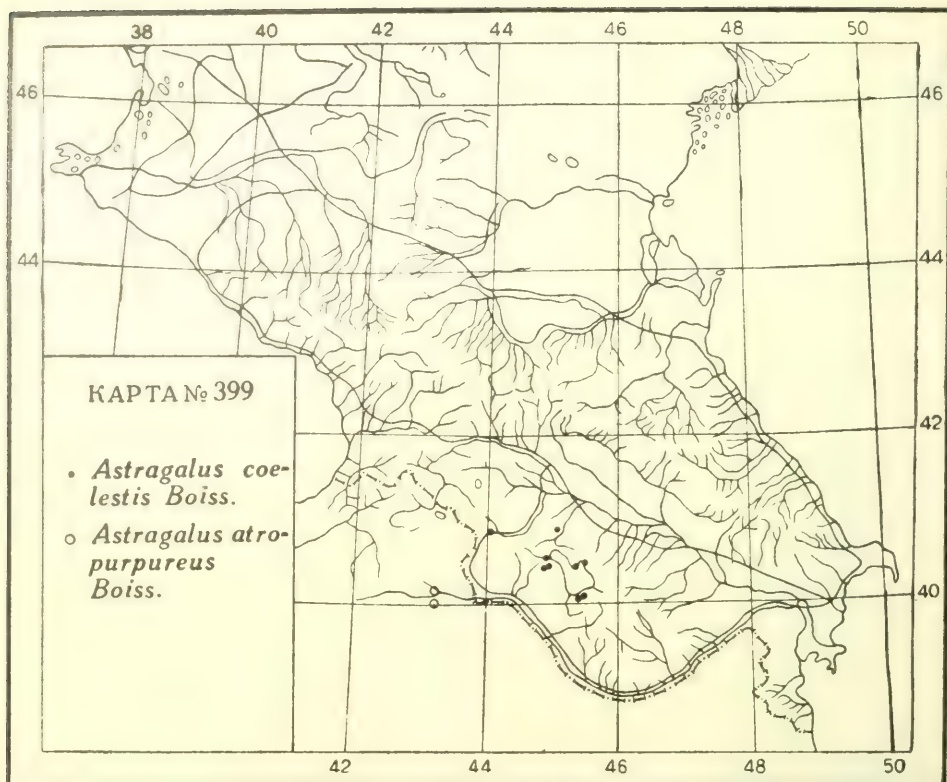 38 40 42 44 46 48 50
46 46
44 44
КАРТА № 399
42
• Astragalus coe-
lestis Boiss.
○ Astragalus atro-
purpureus
Boiss.
40
42 44 46 48 50